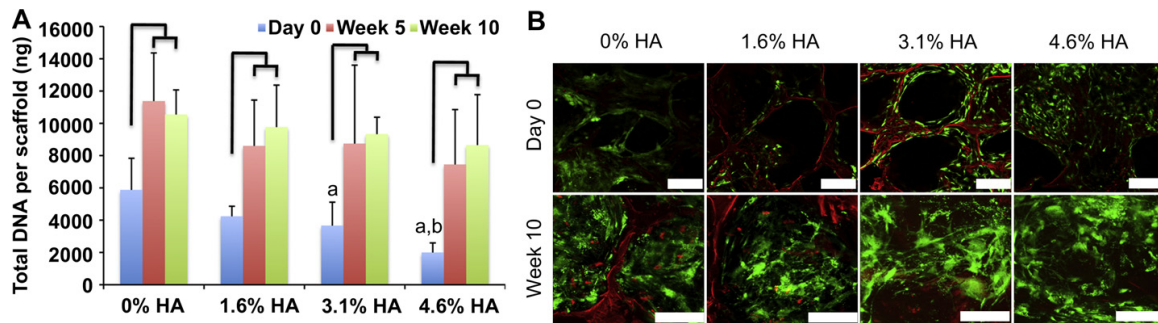 A
Total DNA per scaffold (ng)
16000
14000
12000
10000
8000
6000
4000
2000
0
Day 0 Week 5 Week 10
a
a,b
0% HA 1.6% HA 3.1% HA 4.6% HA
B
0% HA 1.6% HA 3.1% HA 4.6% HA
Day 0
Week 10